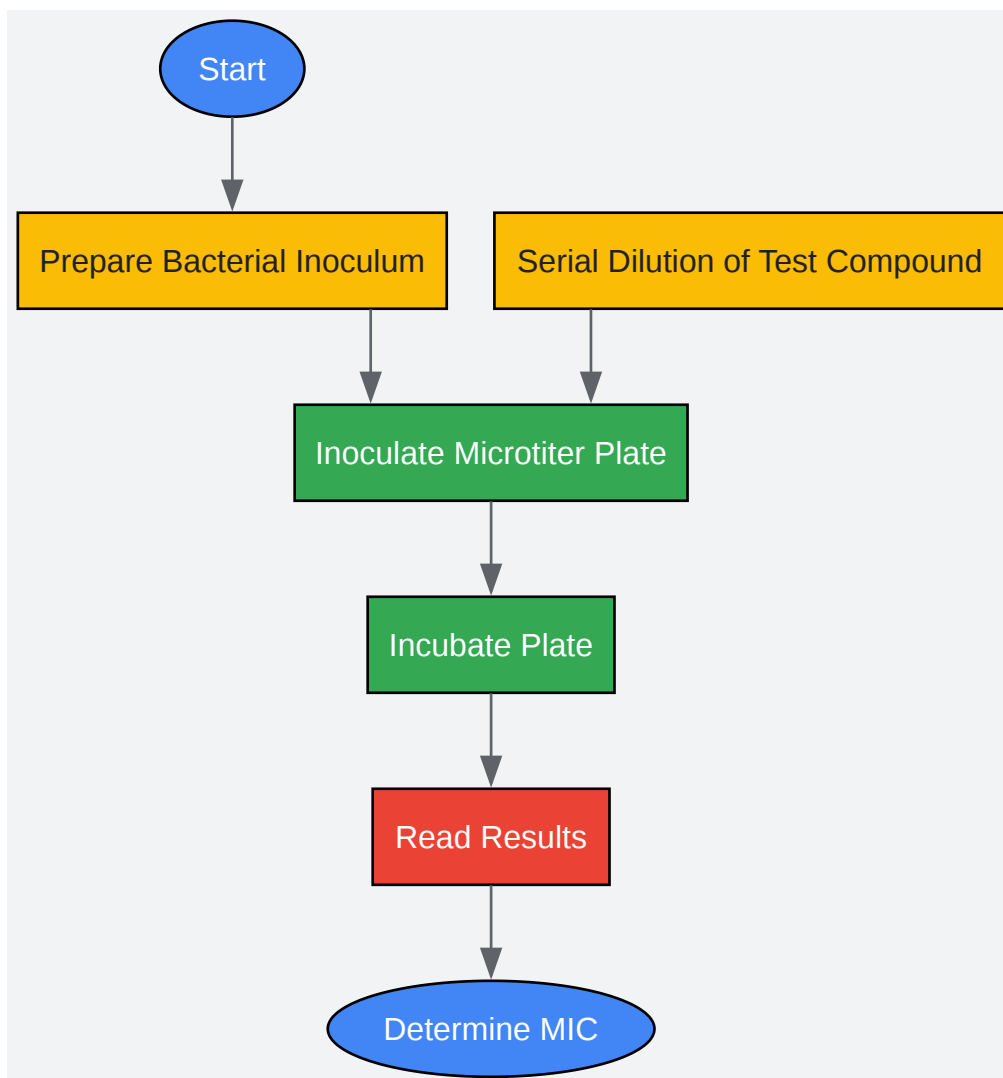 Start
Prepare Bacterial Inoculum
Serial Dilution of Test Compound
Inoculate Microtiter Plate
Incubate Plate
Read Results
Determine MIC